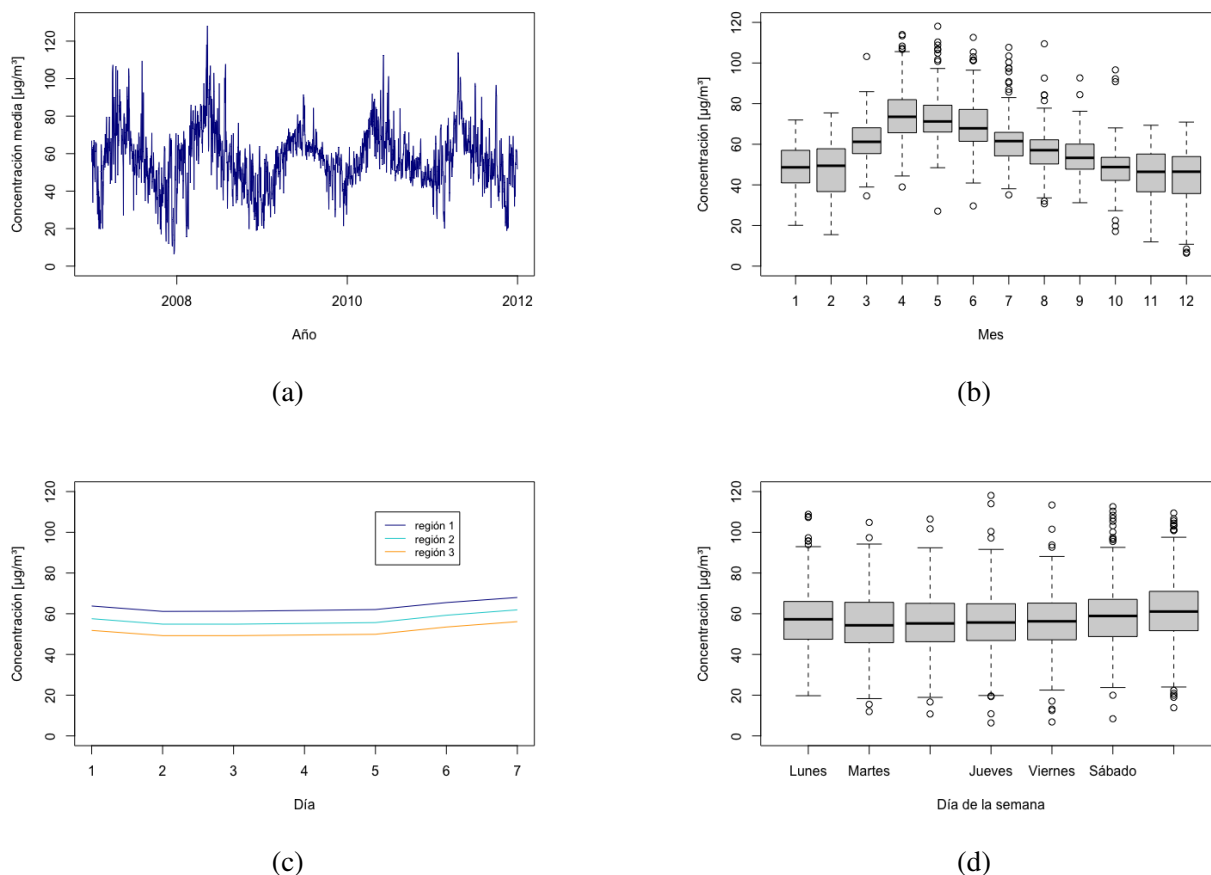 Concentración media [µg/m³]
120
100
80
60
40
20
0
2008
2010
2012
Año
(a)
Concentración [µg/m³]
120
100
80
60
40
20
0
1 2 3 4 5 6 7 8 9 10 11 12
Mes
(b)
Concentración [µg/m³]
120
100
80
60
40
20
0
región 1
región 2
región 3
1 2 3 4 5 6 7
Día
(c)
Concentración [µg/m³]
120
100
80
60
40
20
0
Lunes Martes Jueves Viernes Sábado
Día de la semana
(d)